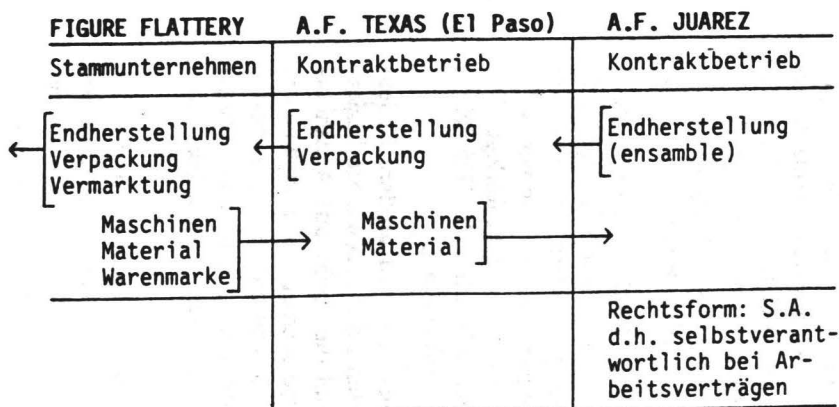 FIGURE FLATTERY A.F. TEXAS (El Paso) A.F. JUAREZ
Stammunternehmen Kontraktbetrieb Kontraktbetrieb
Endherstellung
Verpackung
Vermarktung
Maschinen
Material
Warenmarke
Endherstellung
Verpackung
Maschinen
Material
Endherstellung
(ensamble)
Rechtsform: S.A.
d.h. selbstverant-
wortlich bei Ar-
beitsverträgen